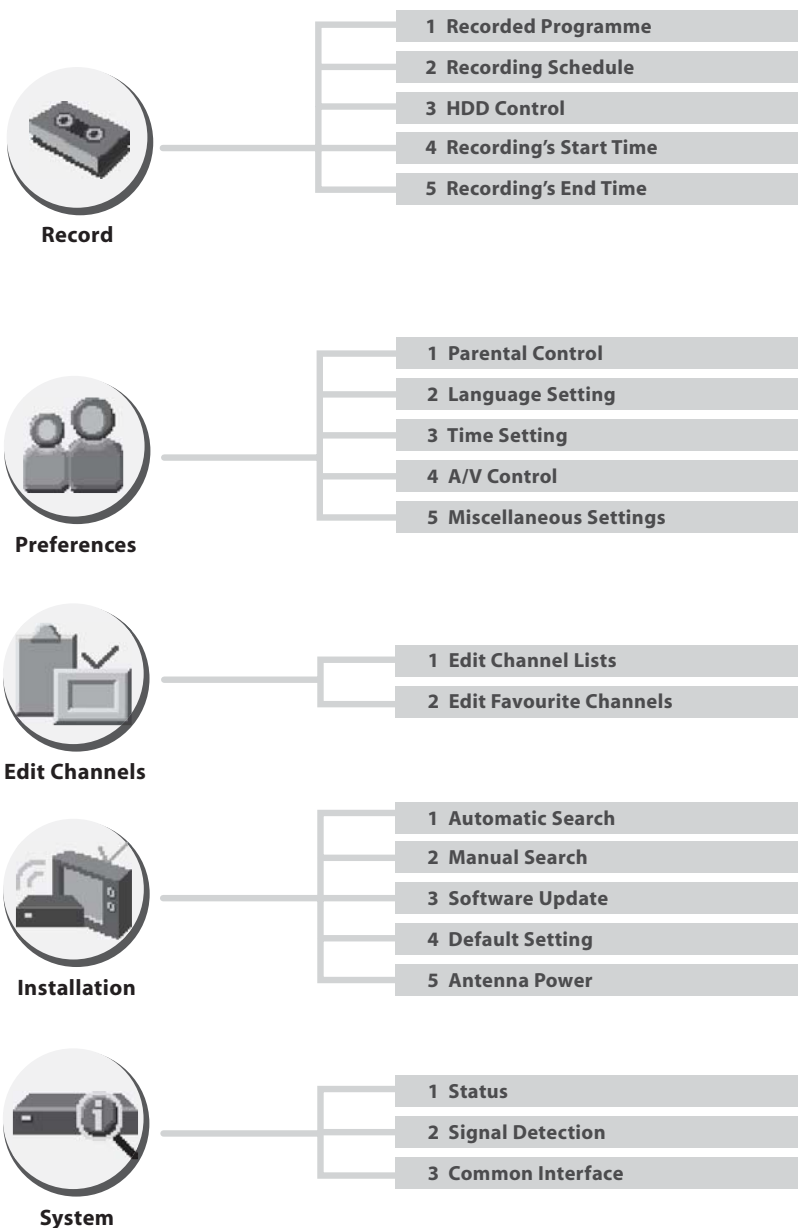 1 Recorded Programme
2 Recording Schedule
3 HDD Control
4 Recording’s Start Time
5 Recording’s End Time
Record
1 Parental Control
2 Language Setting
3 Time Setting
4 A/V Control
5 Miscellaneous Settings
Preferences
1 Edit Channel Lists
2 Edit Favourite Channels
Edit Channels
1 Automatic Search
2 Manual Search
3 Software Update
4 Default Setting
5 Antenna Power
Installation
1 Status
2 Signal Detection
3 Common Interface
System